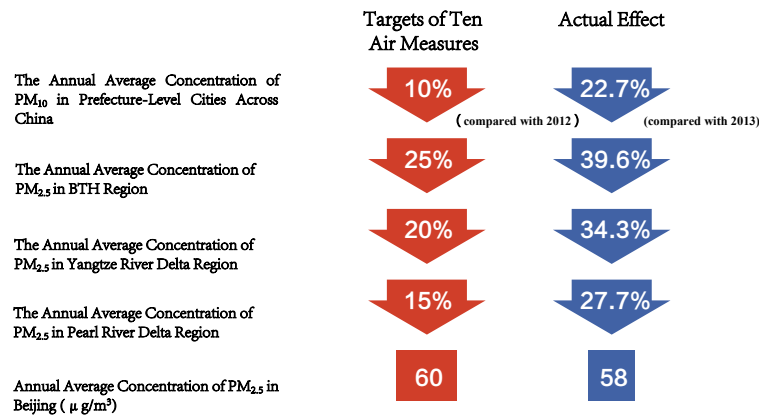 Targets of Ten
Air Measures
Actual Effect
The Annual Average Concentration of
PM₁₀ in Prefecture-Level Cities Across
China
10%
22.7%
(compared with 2012)
(compared with 2013)
The Annual Average Concentration of
PM₂.₅ in BTH Region
25%
39.6%
The Annual Average Concentration of
PM₂.₅ in Yangtze River Delta Region
20%
34.3%
The Annual Average Concentration of
PM₂.₅ in Pearl River Delta Region
15%
27.7%
Annual Average Concentration of PM₂.₅ in
Beijing ( μ g/m³)
60
58